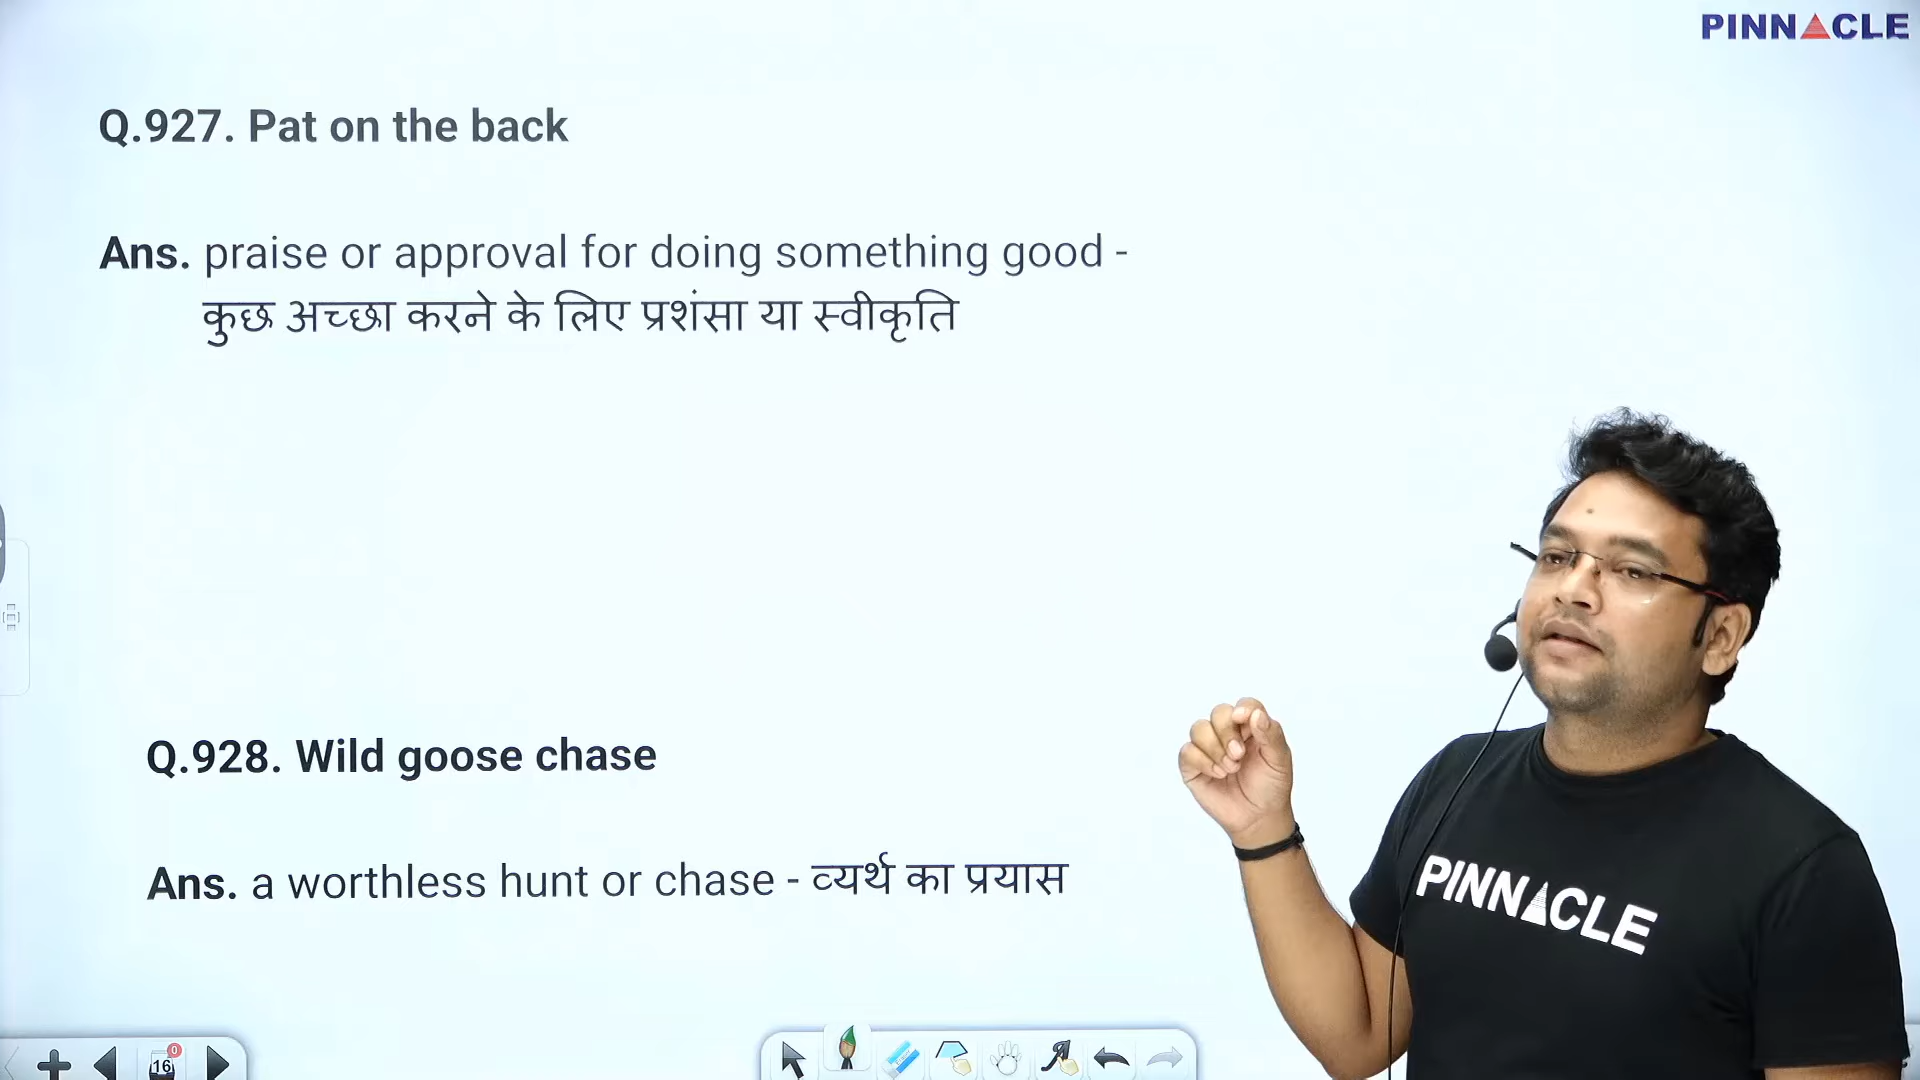 PINNACLE
Q.927. Pat on the back
Ans. praise or approval for doing something good -
कुछ अच्छा करने के लिए प्रशंसा या स्वीकृति
Q.928. Wild goose chase
Ans. a worthless hunt or chase - व्यर्थ का प्रयास
PINNACLE
16
0